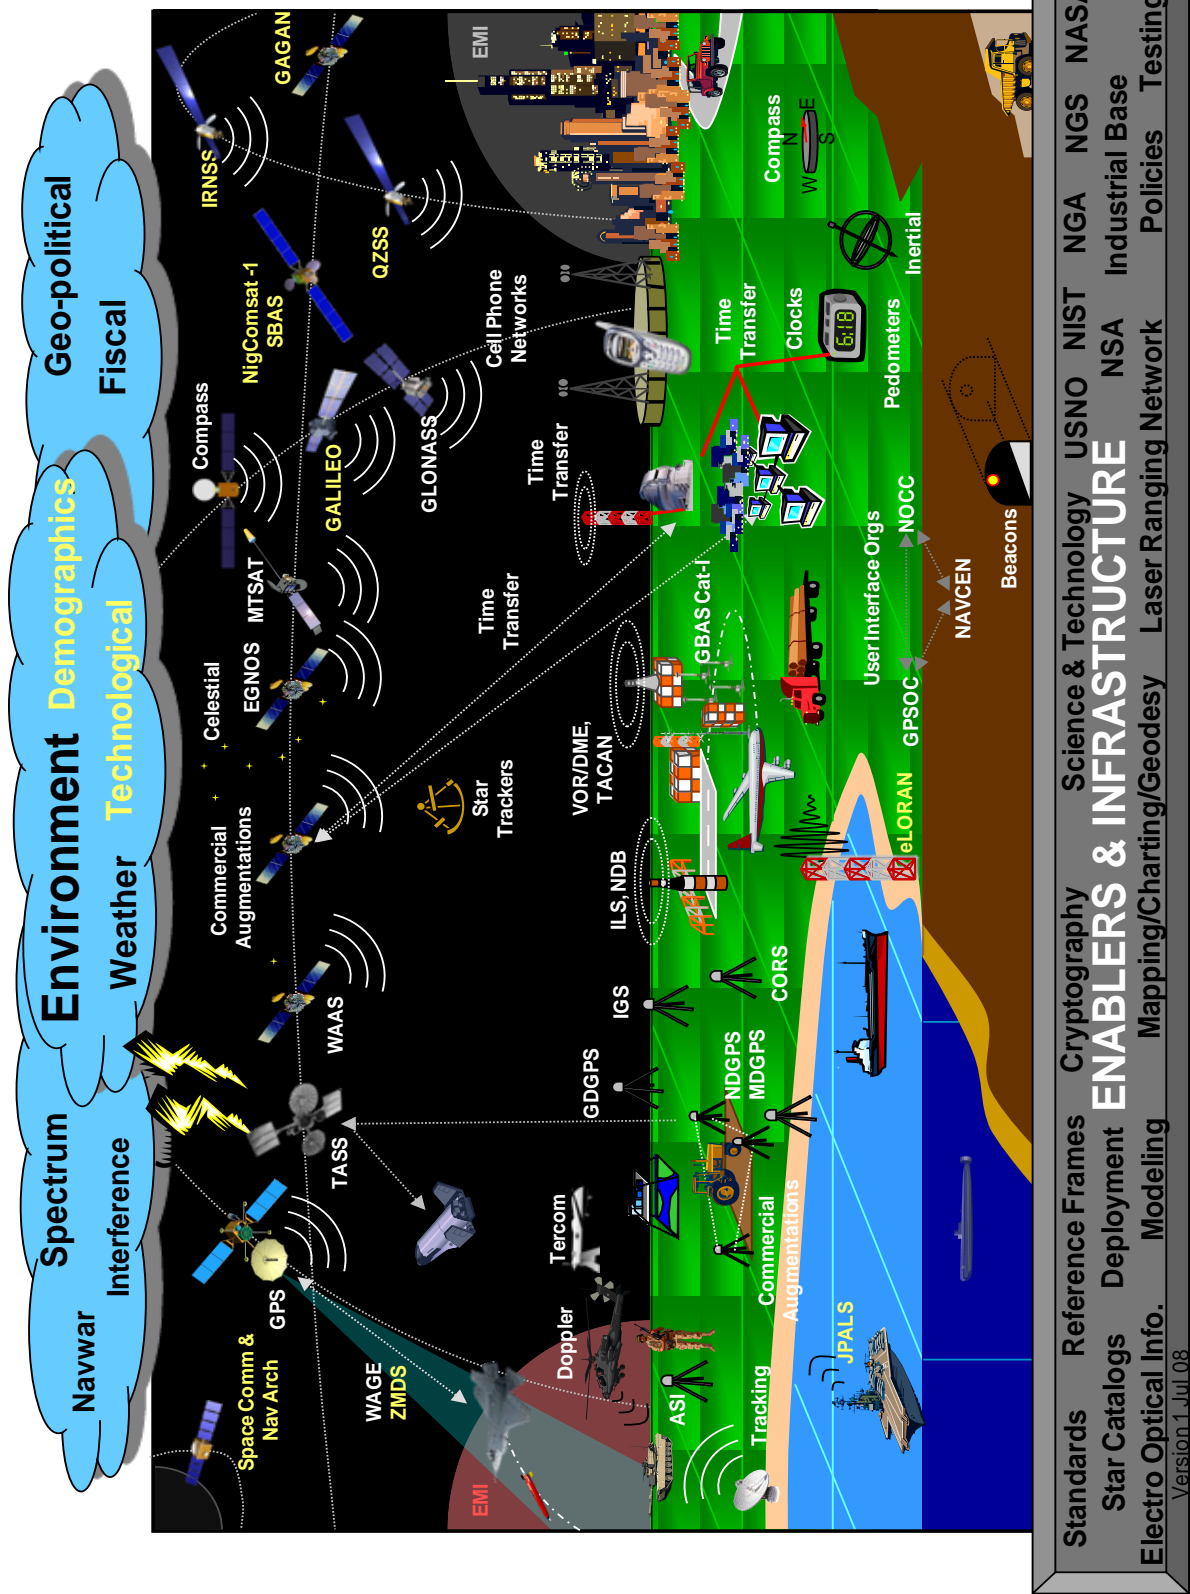 Navwar
Spectrum
Interference
Environment
Demographics
Technological
Weather
Geo-political
Fiscal
Space Comm &
Nav Arch
GPS
TASS
WAAS
Commercial
Augmentations
Celestial
EGNOS
MTSAT
Compass
NigComsat -1
SBAS
IRNSS
GAGAN
GALILEO
GLONASS
QZSS
WAGE
ZMDS
Star
Trackers
Time
Transfer
Time
Transfer
Cell Phone
Networks
EMI
EMI
Doppler
Tercom
GDGPS
IGS
ILS, NDB
VOR/DME,
TACAN
GBAS Cat-I
Time
Transfer
Compass
N
E
S
W
ASI
Tracking
Commercial
Augmentations
NDGPS
MDGPS
CORS
Clocks
6:18
Pedometers
Inertial
JPALS
eLORAN
User Interface Orgs
GPSOC
NOCC
NAVCEN
Beacons
Standards
Reference Frames
Cryptography
Science & Technology
USNO
NIST
NGA
NGS
NASA
Star Catalogs
Deployment
ENABLERS & INFRASTRUCTURE
NSA
Industrial Base
Electro Optical Info.
Modeling
Mapping/Charting/Geodesy
Laser Ranging Network
Policies
Testing
Version 1 Jul 08